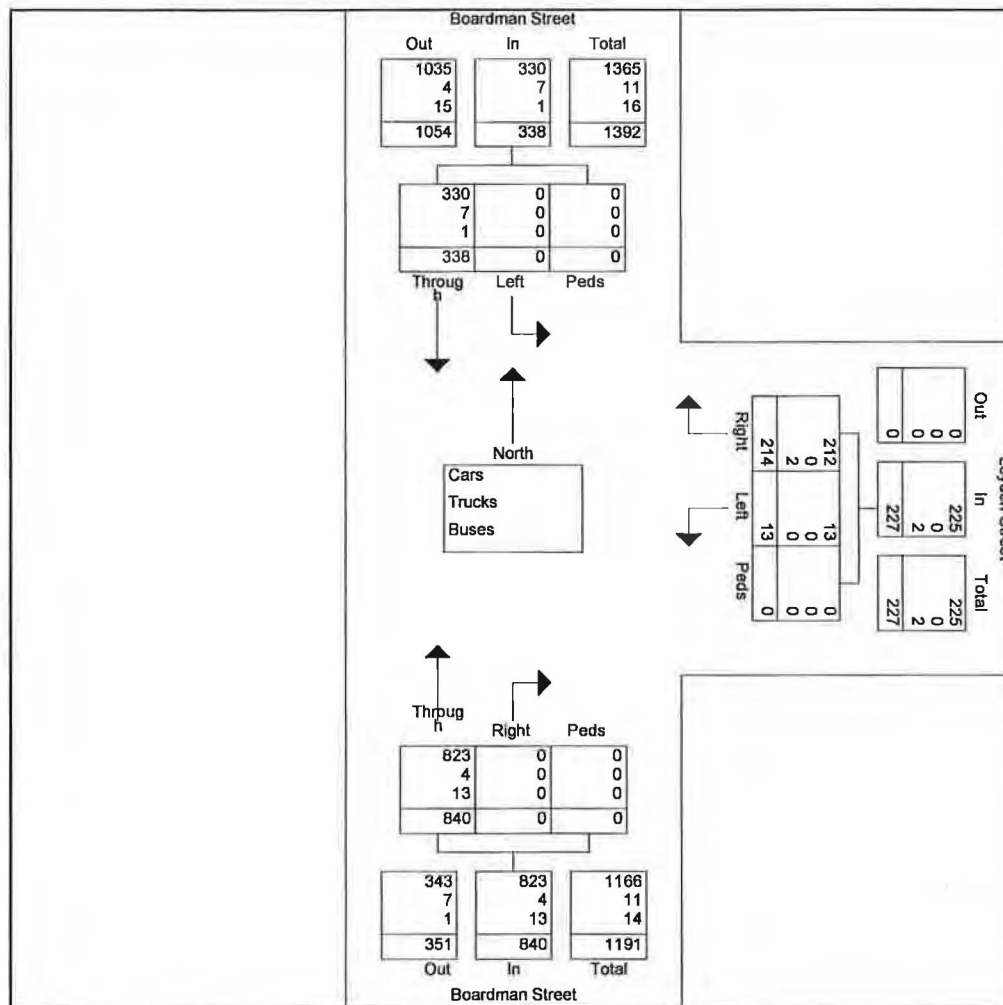 Boardman Street
Out In Total
1035 330 1365
4 7 11
15 1 16
1054 338 1392
330 0 0
7 0 0
1 0 0
338 0 0
Throug
h Left Peds
North
Cars
Trucks
Buses
Out In Total
0 225 225
0 0 0
0 2 2
0 227 227
212 13 0
0 0 0
2 0 0
214 13 0
Right Left Peds
Throug
h Right Peds
823 0 0
4 0 0
13 0 0
840 0 0
343 823 1166
7 4 11
1 13 14
351 840 1191
Out In Total
Boardman Street